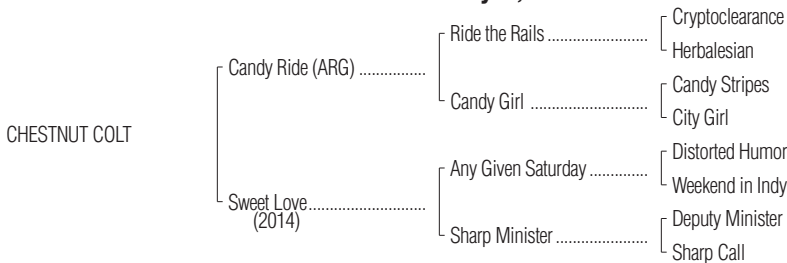 Cryptoclearance
Ride the Rails
Herbalesian
Candy Ride (ARG)
Candy Stripes
Candy Girl
City Girl
CHESTNUT COLT
Distorted Humor
Any Given Saturday
Weekend in Indy
Sweet Love
(2014)
Deputy Minister
Sharp Minister
Sharp Call